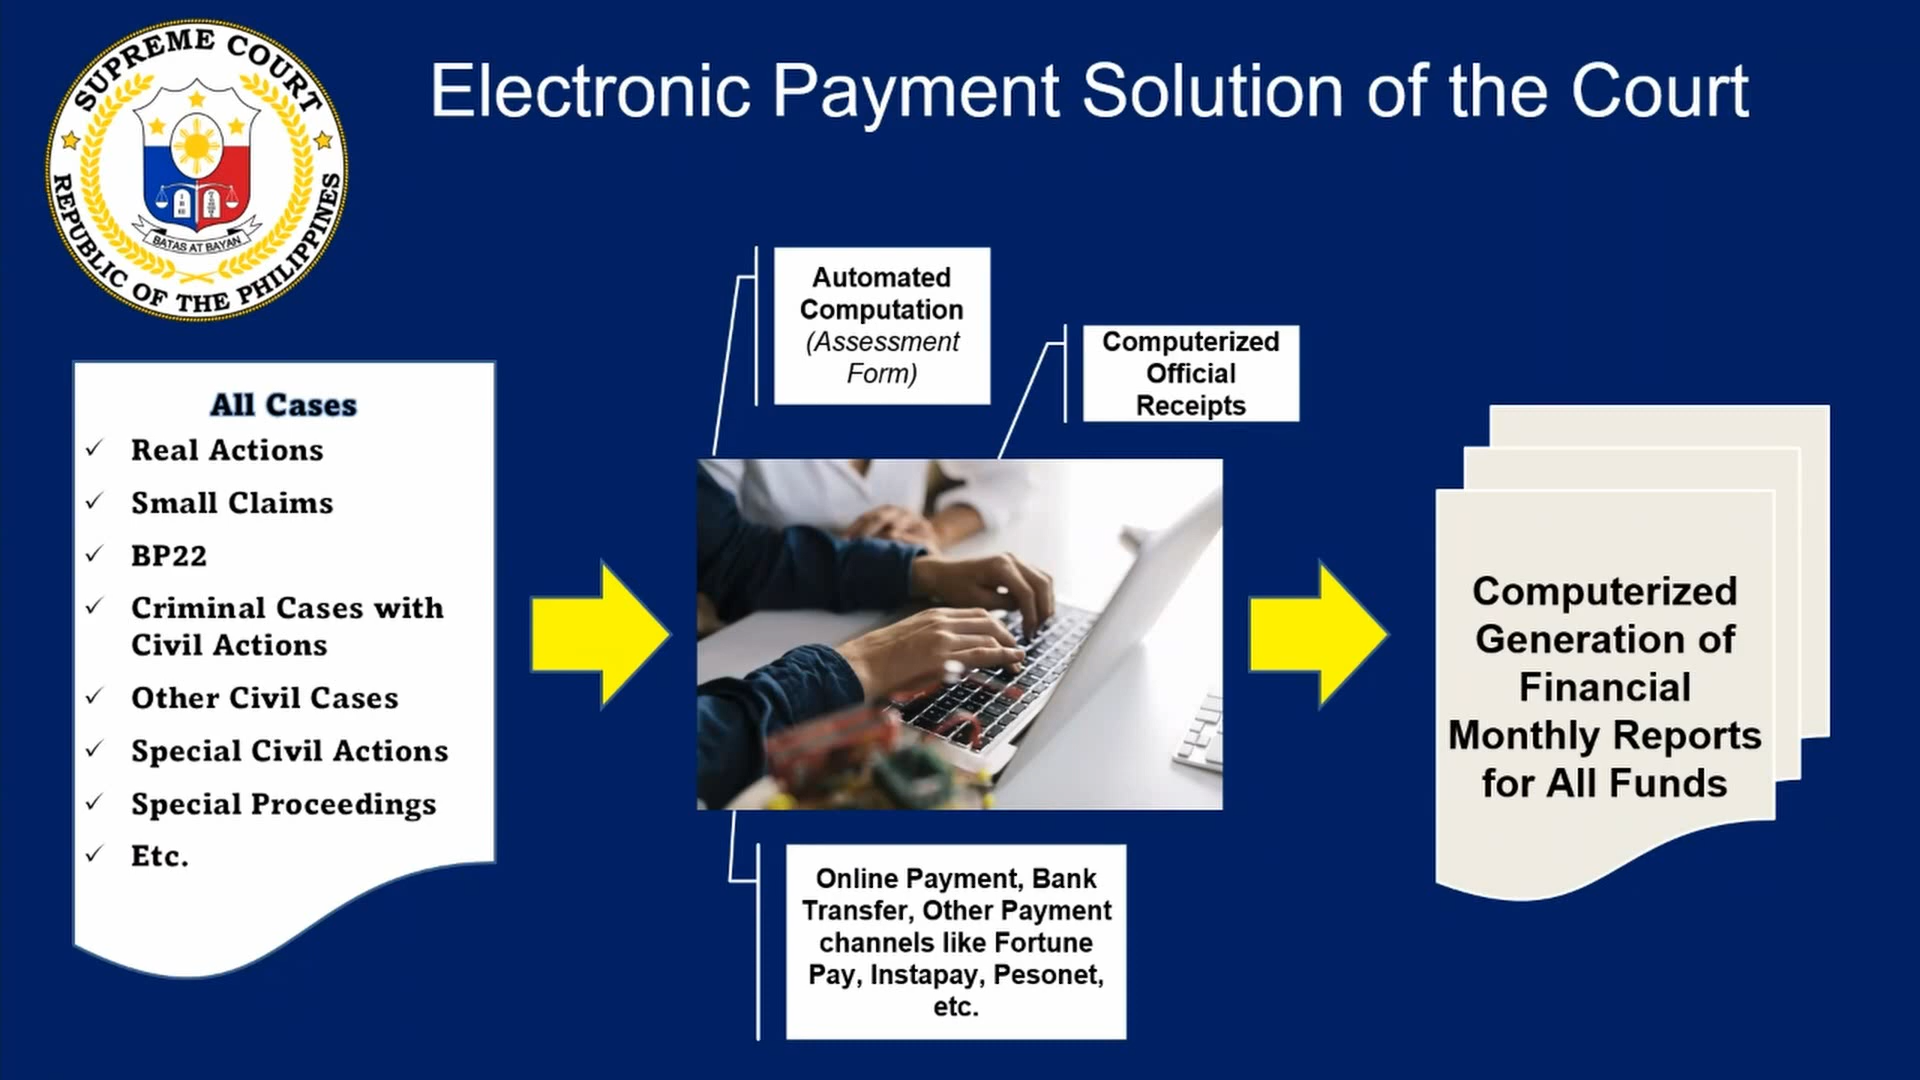 SUPREME COURT
REPUBLIC OF THE PHILIPPINES
BATAS AT BAYAN
Electronic Payment Solution of the Court
All Cases
✓ Real Actions
✓ Small Claims
✓ BP22
✓ Criminal Cases with
Civil Actions
✓ Other Civil Cases
✓ Special Civil Actions
✓ Special Proceedings
✓ Etc.
Automated
Computation
(Assessment
Form)
Computerized
Official
Receipts
Online Payment, Bank
Transfer, Other Payment
channels like Fortune
Pay, Instapay, Pesonet,
etc.
Computerized
Generation of
Financial
Monthly Reports
for All Funds